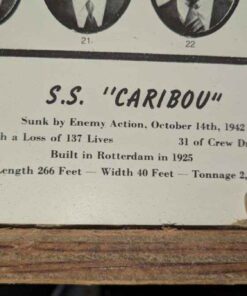 21.
22
S.S. "CARIBOU"
Sunk by Enemy Action, October 14th, 1942
a Loss of 137 Lives 31 of Crew
Built in Rotterdam in 1925
Length 266 Feet — Width 40 Feet — Tonnage 2,